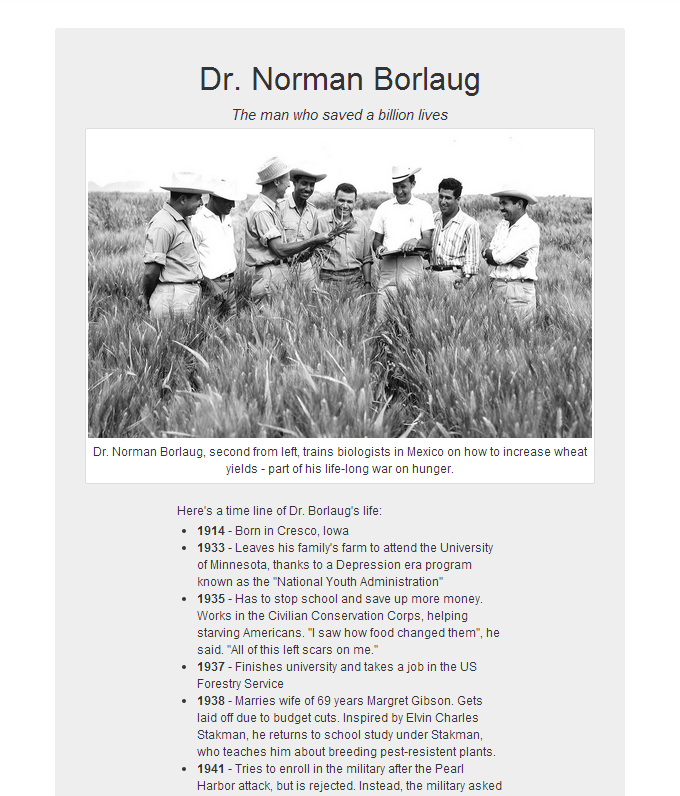 Dr. Norman Borlaug
The man who saved a billion lives
Dr. Norman Borlaug, second from left, trains biologists in Mexico on how to increase wheat
yields - part of his life-long war on hunger.
Here's a time line of Dr. Borlaug's life:
• 1914 - Born in Cresco, Iowa
• 1933 - Leaves his family's farm to attend the University
of Minnesota, thanks to a Depression era program
known as the "National Youth Administration"
• 1935 - Has to stop school and save up more money.
Works in the Civilian Conservation Corps, helping
starving Americans. "I saw how food changed them", he
said. "All of this left scars on me."
• 1937 - Finishes university and takes a job in the US
Forestry Service
• 1938 - Marries wife of 69 years Margret Gibson. Gets
laid off due to budget cuts. Inspired by Elvin Charles
Stakman, he returns to school study under Stakman,
who teaches him about breeding pest-resistent plants.
• 1941 - Tries to enroll in the military after the Pearl
Harbor attack, but is rejected. Instead, the military asked